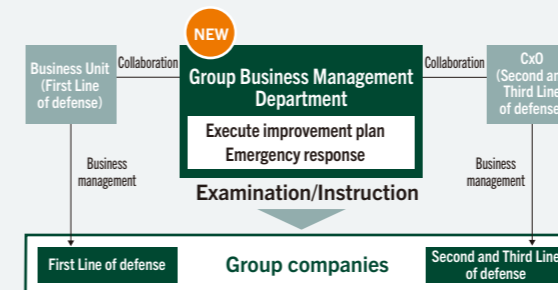 NEW
Business Unit
(First Line
of defense)
Collaboration
Group Business Management
Department
Execute improvement plan
Emergency response
Collaboration
CxO
(Second an
Third Line
of defense
Business
management
Examination/Instruction
Business
management
First Line of defense
Group companies
Second and Third Line
of defense